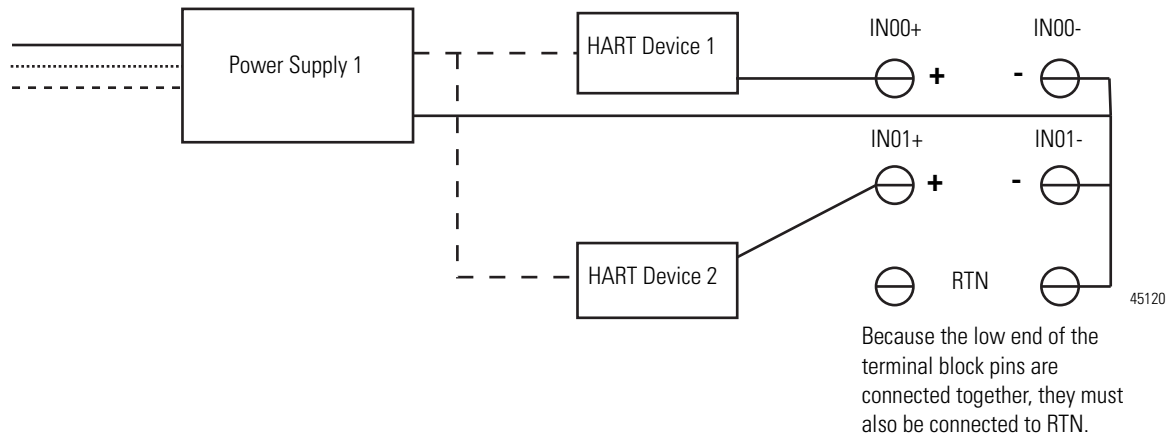 IN00+ IN00-
HART Device 1
Power Supply 1
+ -
IN01+ IN01-
+ -
HART Device 2
RTN
45120
Because the low end of the
terminal block pins are
connected together, they must
also be connected to RTN.